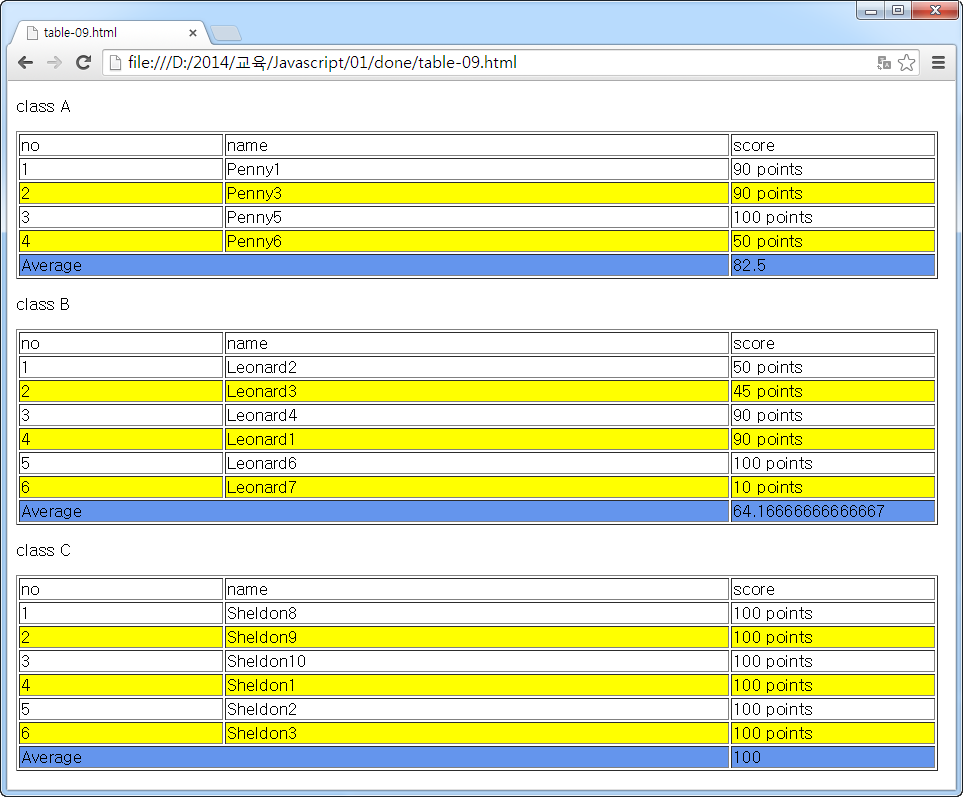 table-09.html
file:///D:/2014/교육/Javascript/01/done/table-09.html
class A
no name score
1 Penny1 90 points
2 Penny3 90 points
3 Penny5 100 points
4 Penny6 50 points
Average 82.5
class B
no name score
1 Leonard2 50 points
2 Leonard3 45 points
3 Leonard4 90 points
4 Leonard1 90 points
5 Leonard6 100 points
6 Leonard7 10 points
Average 64.16666666666667
class C
no name score
1 Sheldon8 100 points
2 Sheldon9 100 points
3 Sheldon10 100 points
4 Sheldon1 100 points
5 Sheldon2 100 points
6 Sheldon3 100 points
Average 100